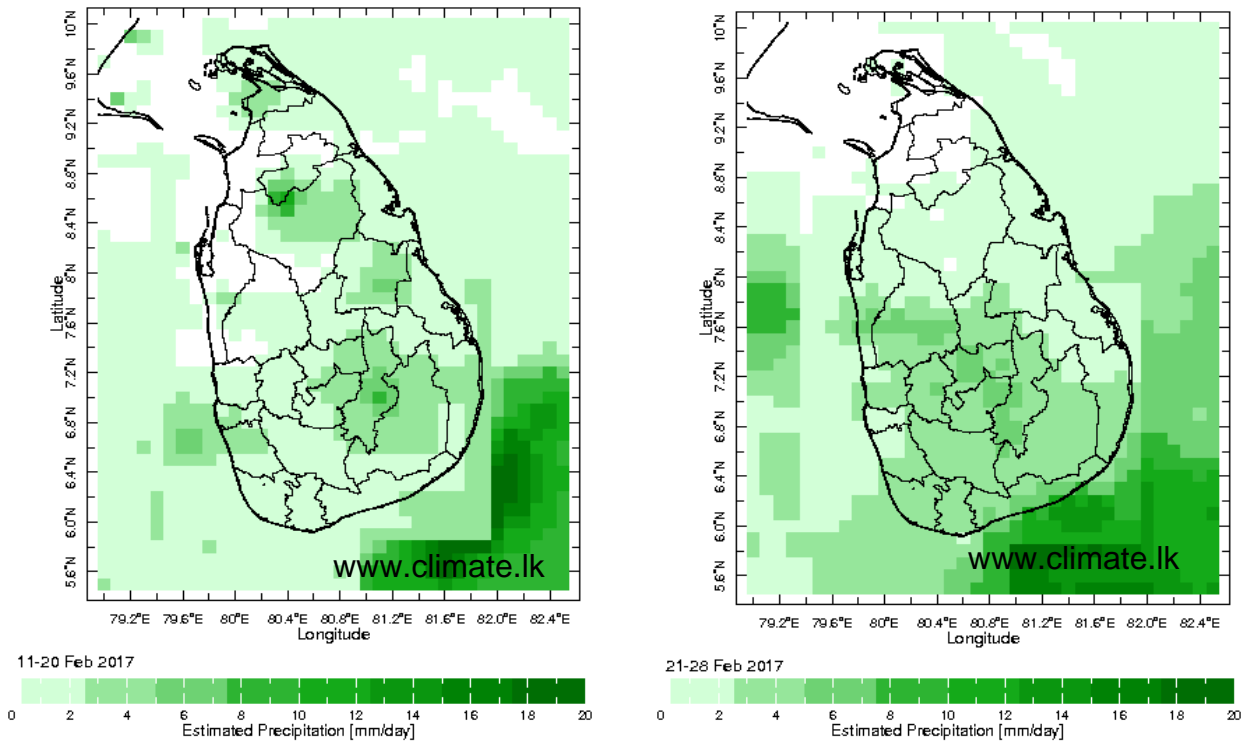 10°N
9.6°N
9.2°N
8.8°N
8.4°N
8°N
7.6°N
7.2°N
6.8°N
6.4°N
6.0°N
5.6°N
Latitude
www.climate.lk
79.2°E 79.6°E 80°E 80.4°E 80.8°E 81.2°E 81.6°E 82.0°E 82.4°E
Longitude
11-20 Feb 2017
0 2 4 6 8 10 12 14 16 18 20
Estimated Precipitation [mm/day]
10°N
9.6°N
9.2°N
8.8°N
8.4°N
8°N
7.6°N
7.2°N
6.8°N
6.4°N
6.0°N
5.6°N
Latitude
www.climate.lk
79.2°E 79.6°E 80°E 80.4°E 80.8°E 81.2°E 81.6°E 82.0°E 82.4°E
Longitude
21-28 Feb 2017
0 2 4 6 8 10 12 14 16 18 20
Estimated Precipitation [mm/day]